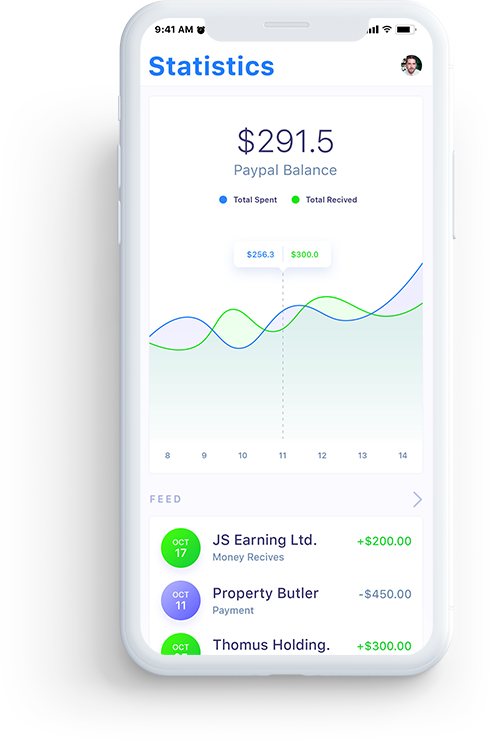 9:41 AM
Statistics
$291.5
Paypal Balance
Total Spent Total Recived
$256.3 $300.0
8 9 10 11 12 13 14
FEED
OCT
17
JS Earning Ltd.
Money Recives
+$200.00
OCT
11
Property Butler
Payment
-$450.00
OCT
Thomus Holding.
+$300.00